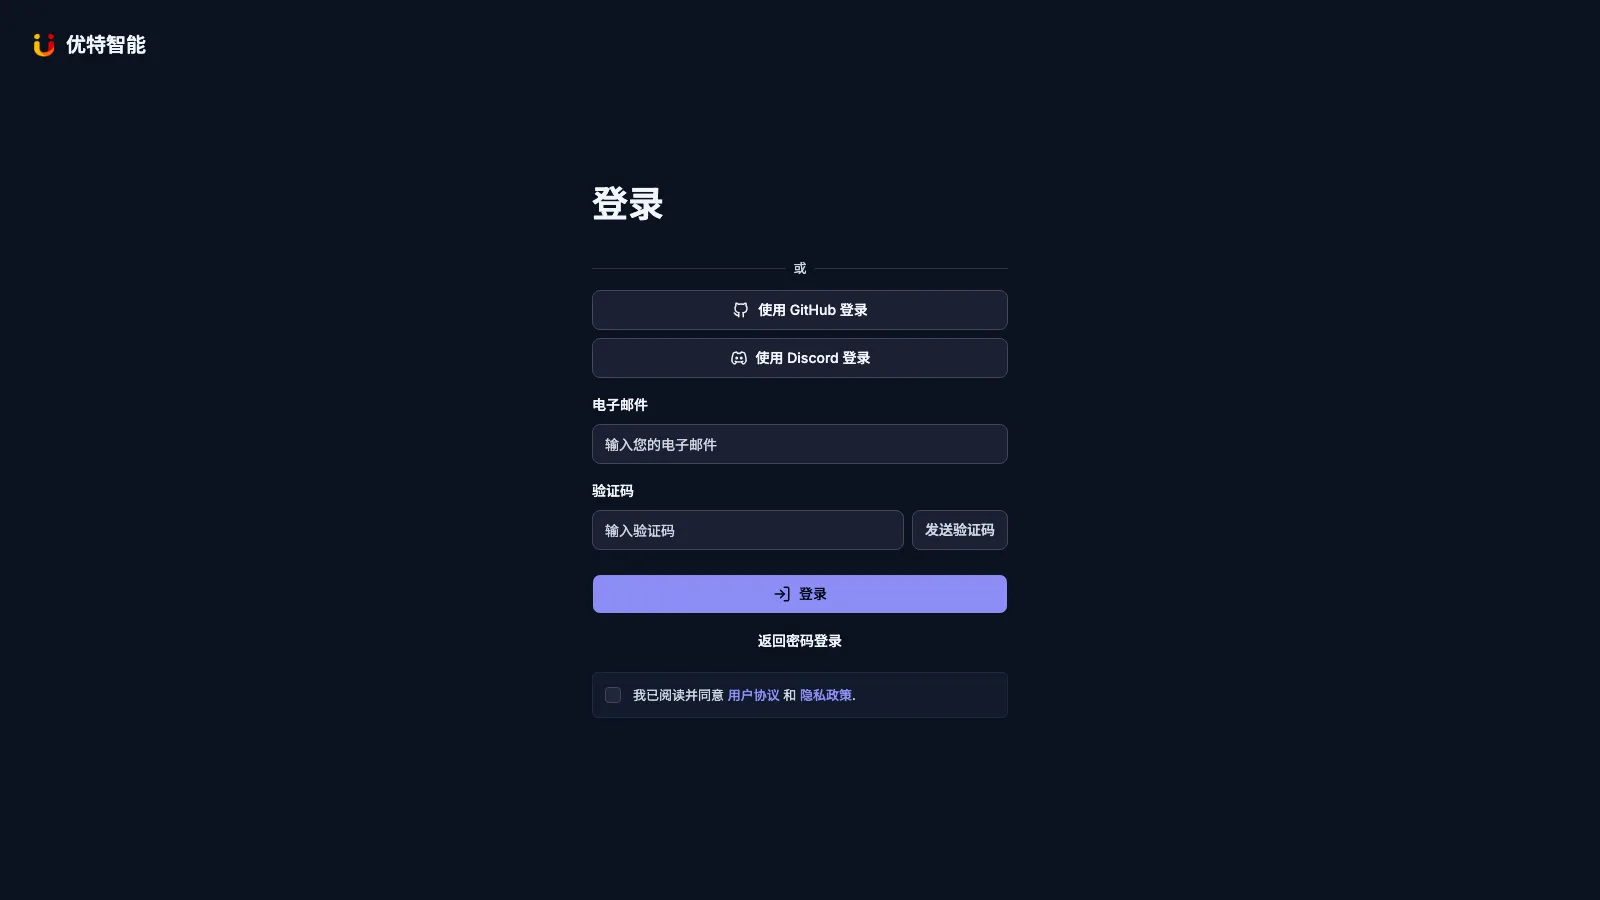 优特智能
登录
或
使用 GitHub 登录
使用 Discord 登录
电子邮件
输入您的电子邮件
验证码
输入验证码
发送验证码
登录
返回密码登录
我已阅读并同意 用户协议 和 隐私政策.